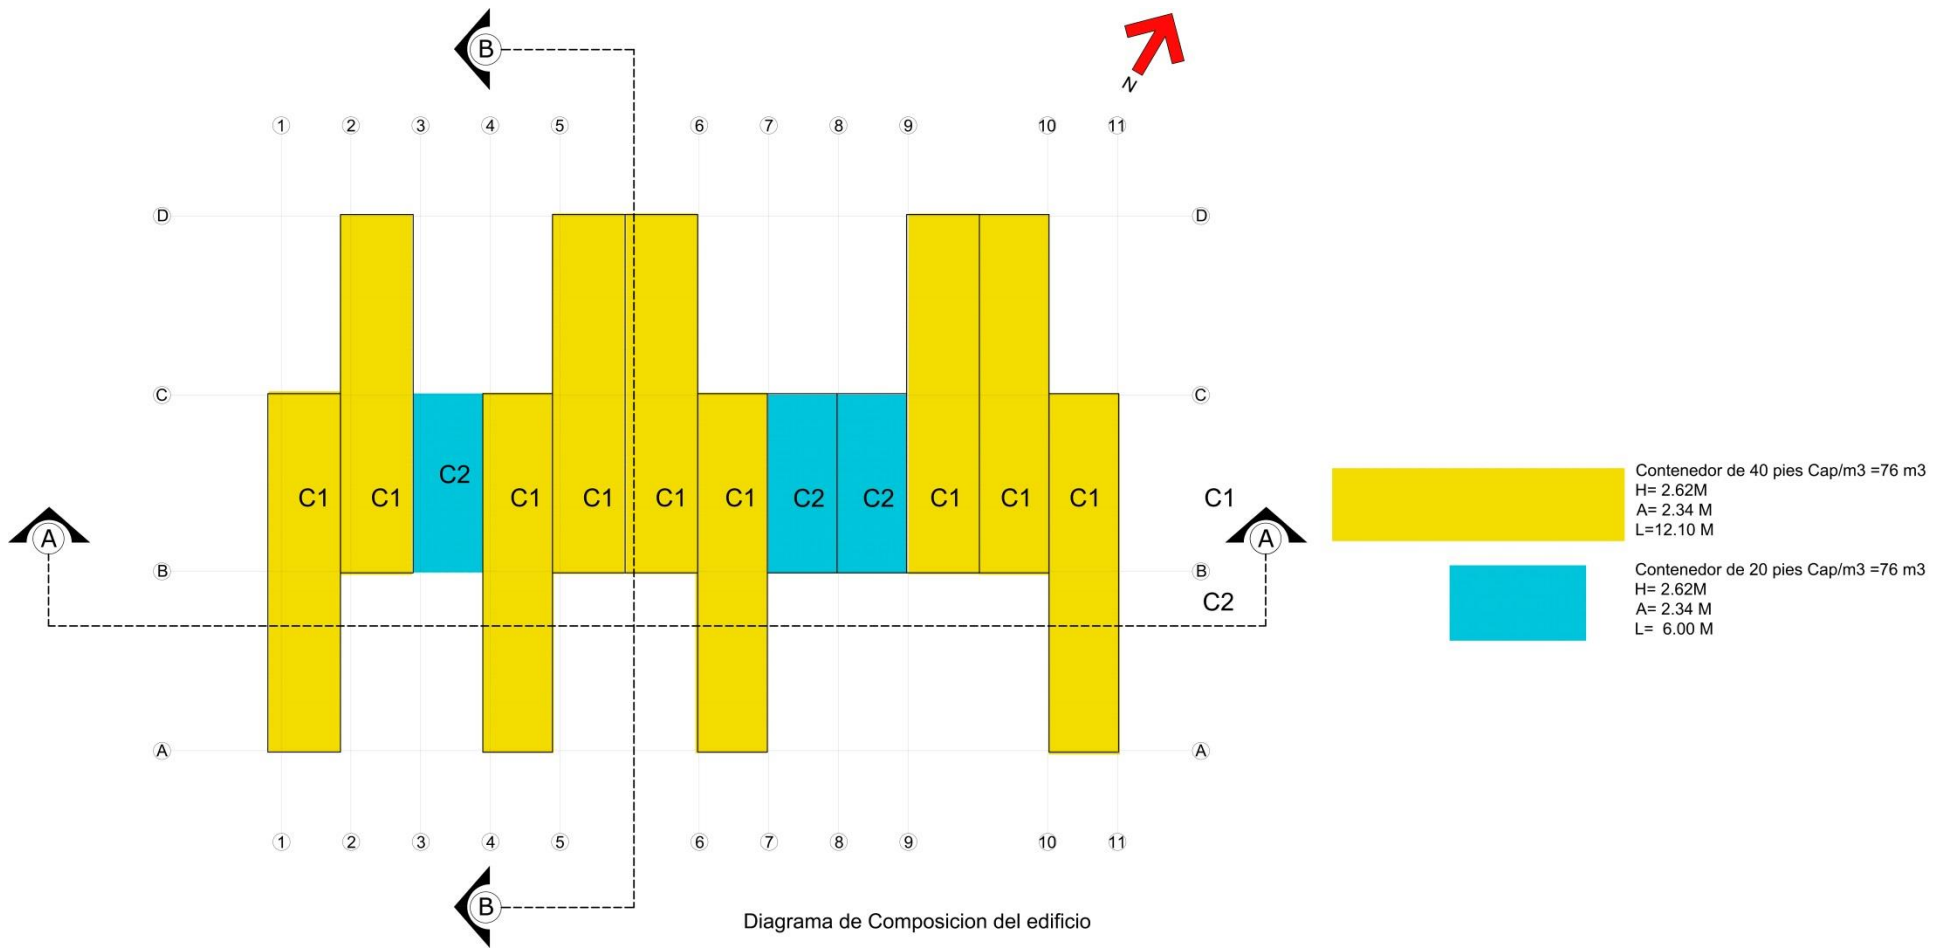 B
N
1 2 3 4 5 6 7 8 9 10 11
D D
C C
C2
C1 C1 C1 C1 C1 C1 C2 C2 C1 C1 C1
C1
Contenedor de 40 pies Cap/m3 =76 m3
H= 2.62M
A= 2.34 M
L=12.10 M
A A
B B
C2
Contenedor de 20 pies Cap/m3 =76 m3
H= 2.62M
A= 2.34 M
L= 6.00 M
A A
1 2 3 4 5 6 7 8 9 10 11
B
Diagrama de Composicion del edificio